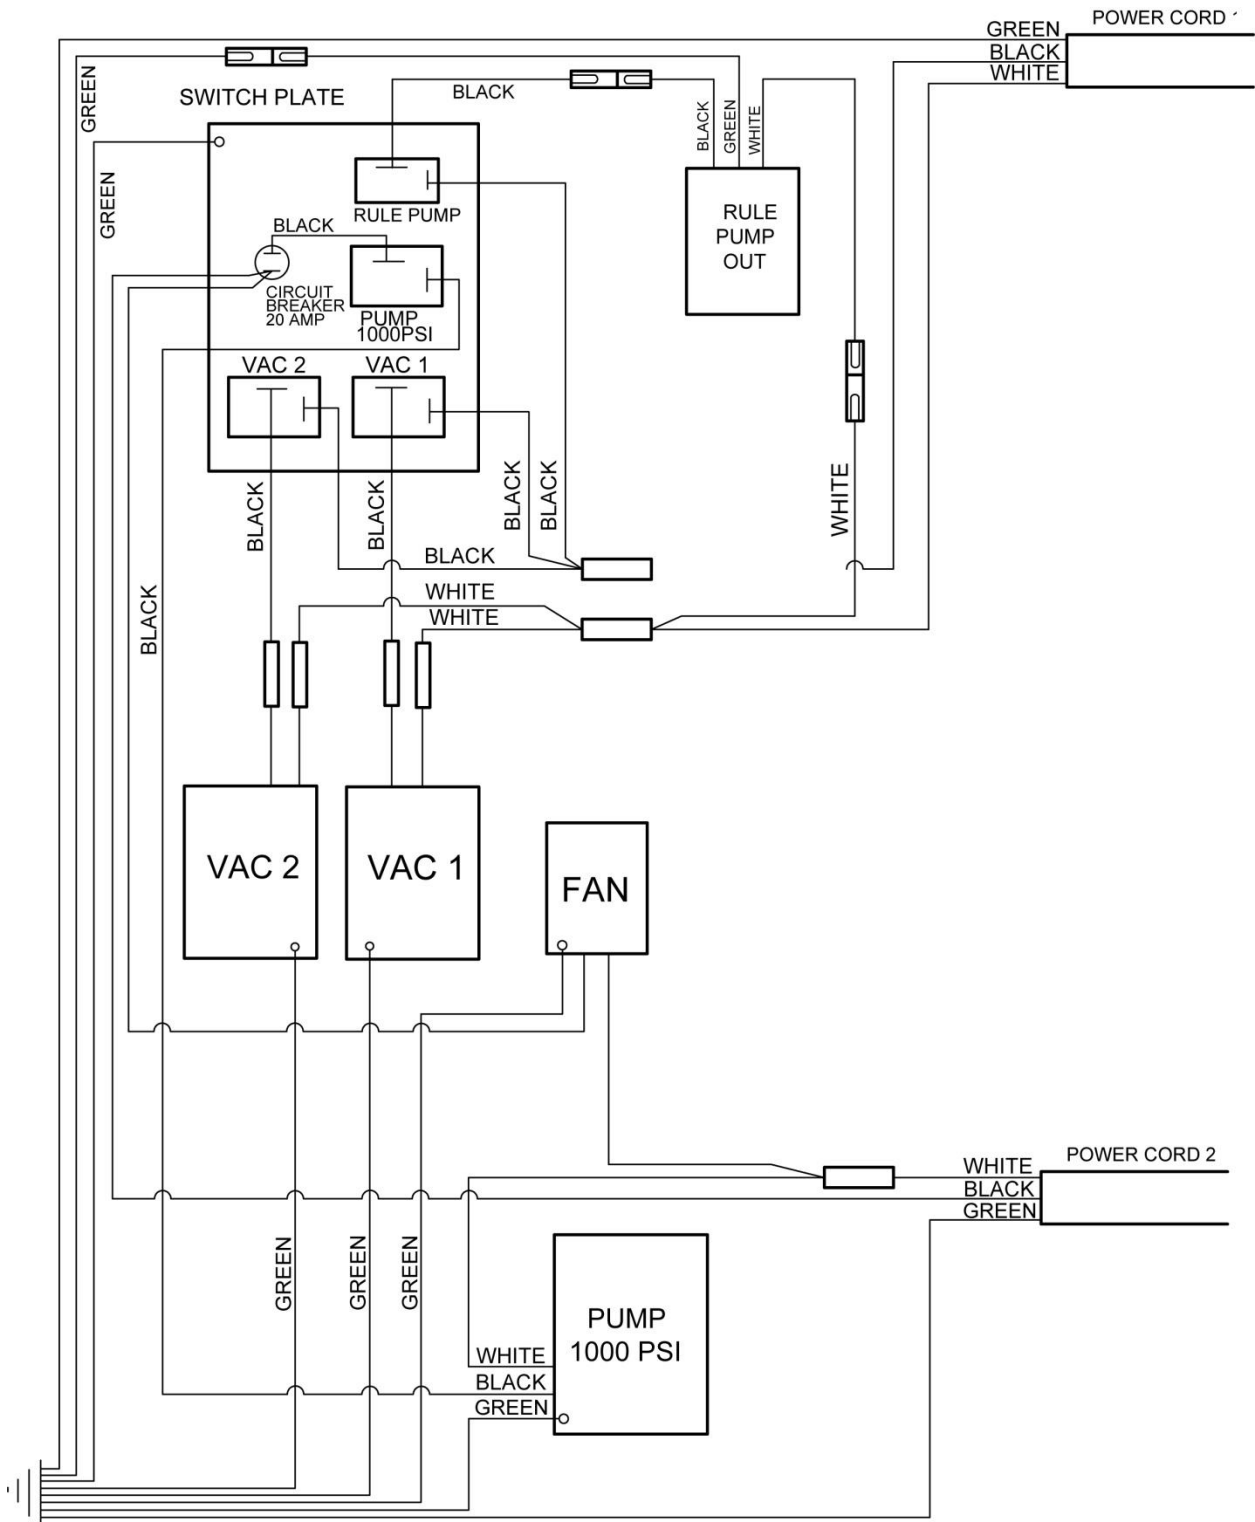 POWER CORD 1
GREEN
BLACK
WHITE
GREEN
SWITCH PLATE
BLACK
BLACK
GREEN
WHITE
GREEN
RULE PUMP
RULE
PUMP
OUT
BLACK
CIRCUIT
BREAKER
20 AMP
PUMP
1000PSI
VAC 2
VAC 1
BLACK
BLACK
BLACK
BLACK
WHITE
BLACK
WHITE
WHITE
BLACK
VAC 2
VAC 1
FAN
POWER CORD 2
WHITE
BLACK
GREEN
GREEN
GREEN
GREEN
PUMP
1000 PSI
WHITE
BLACK
GREEN